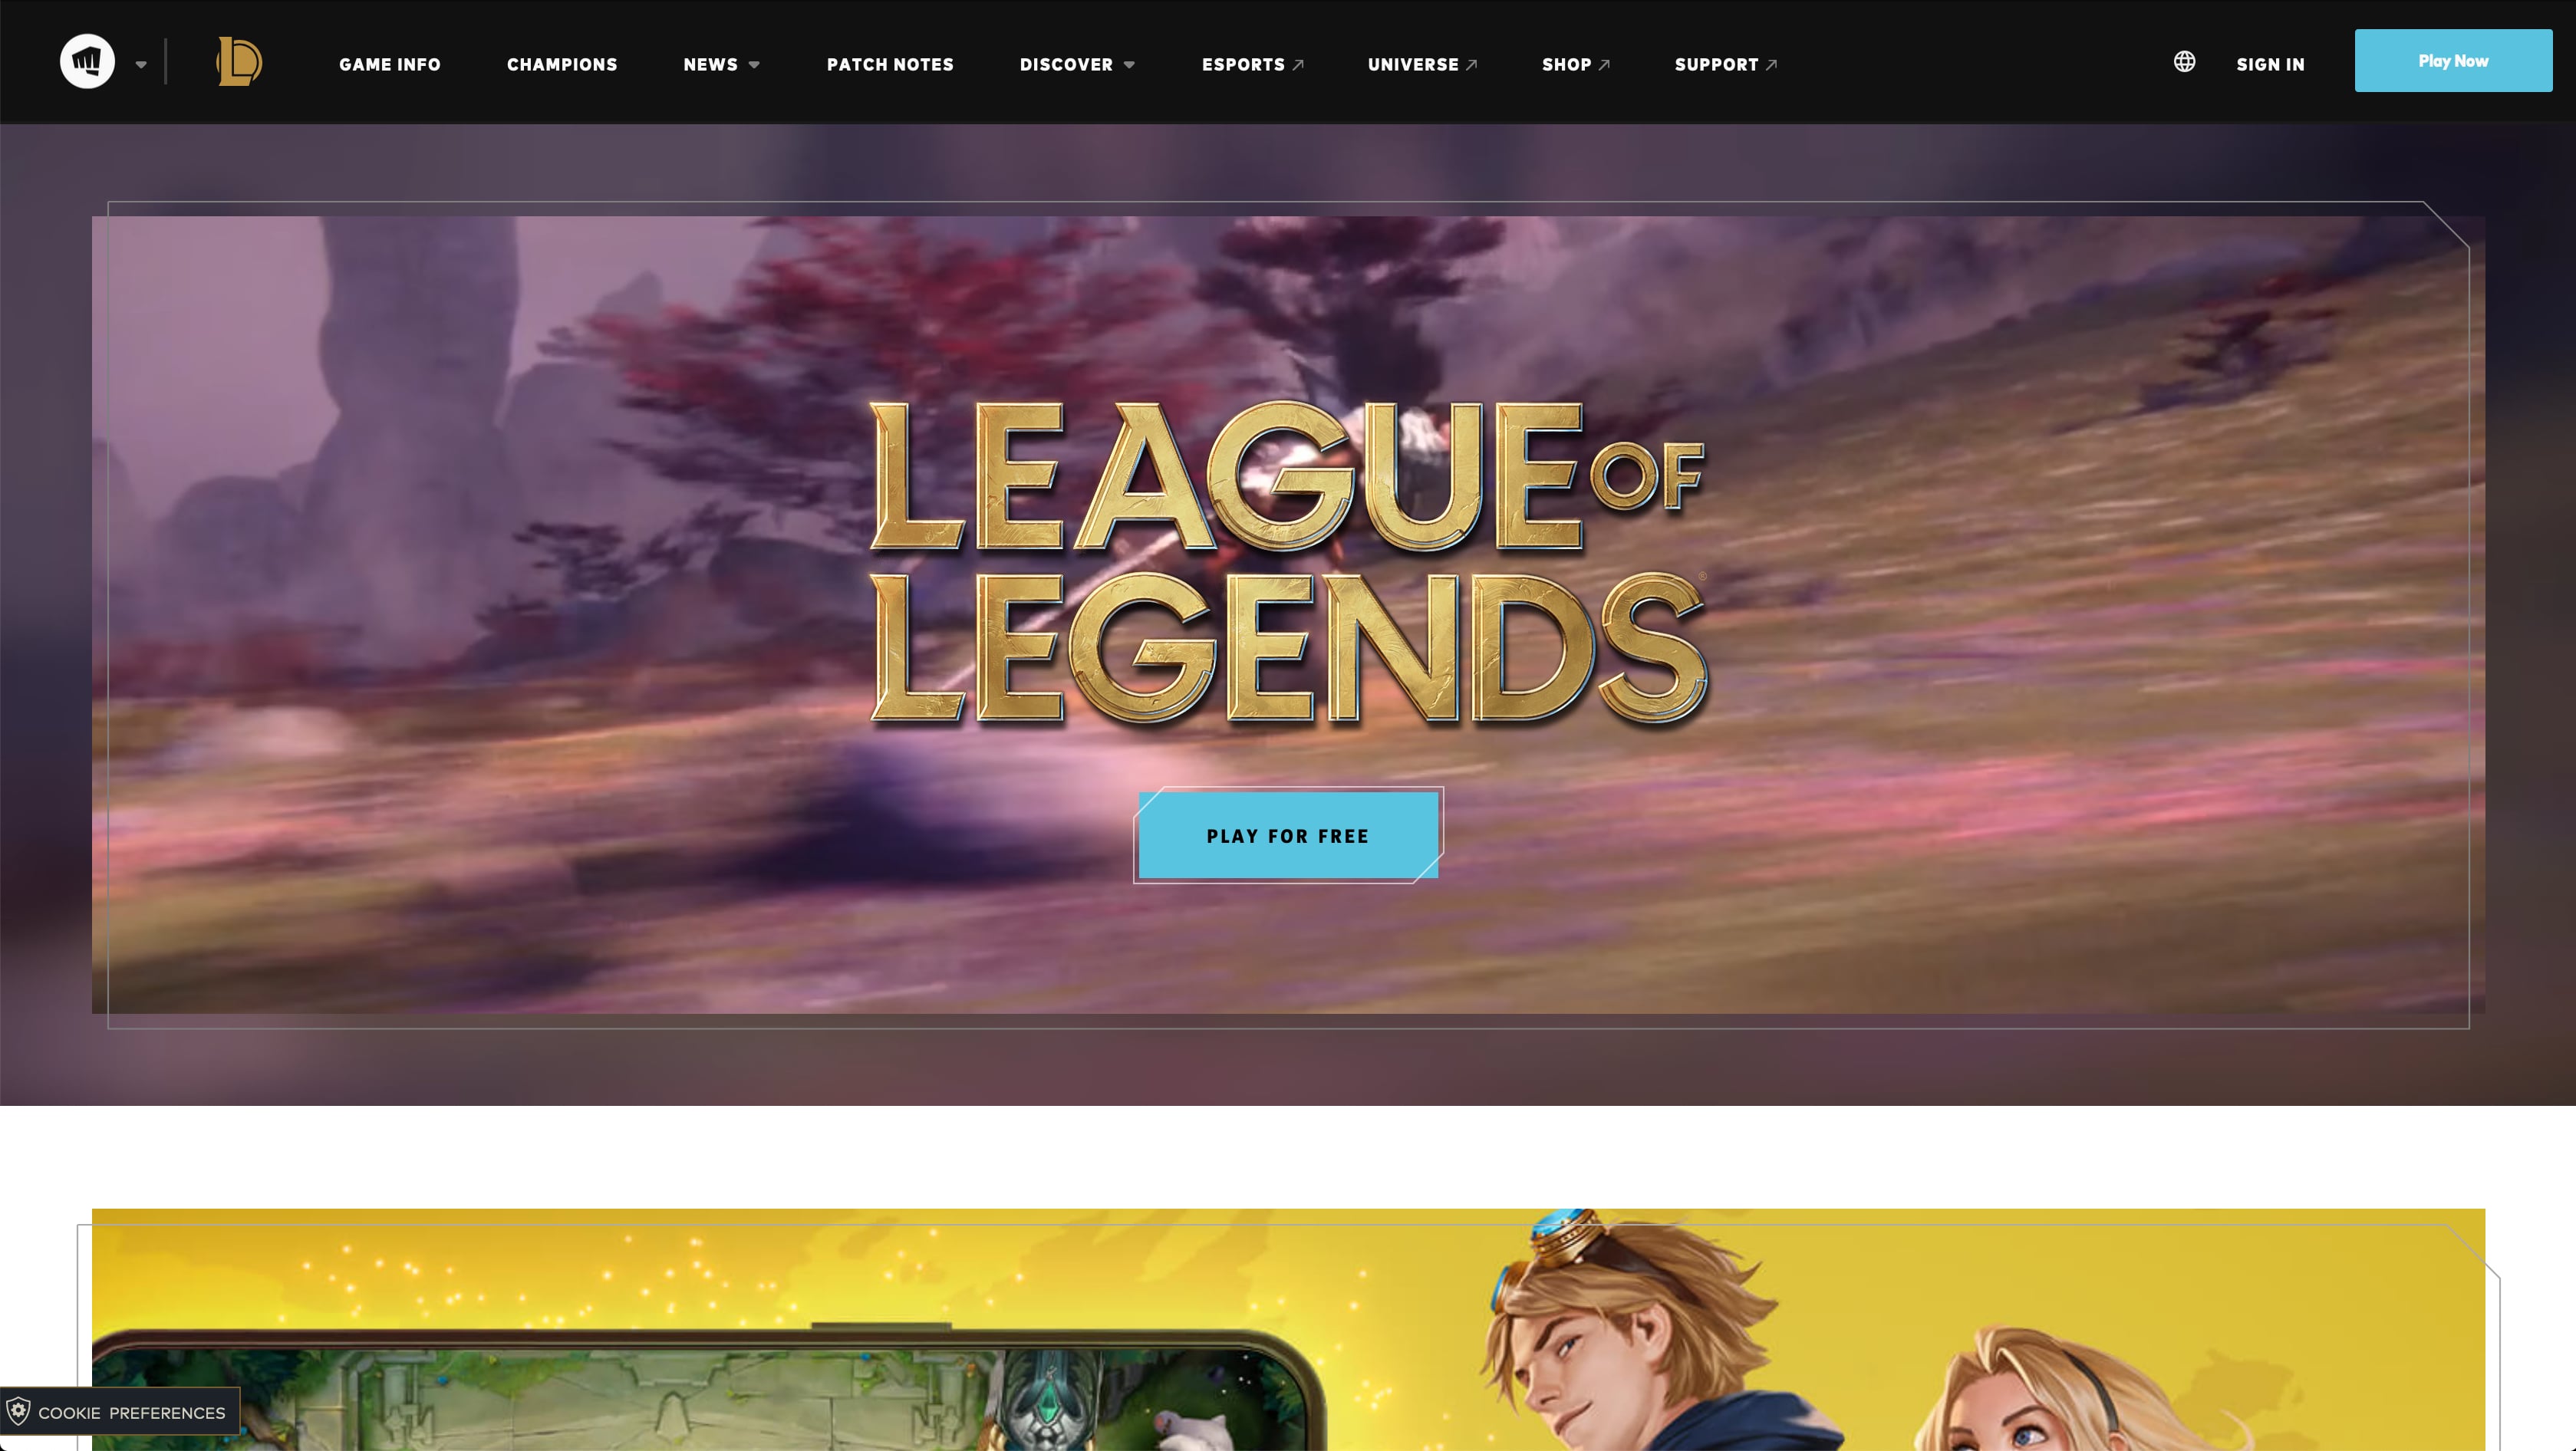 GAME INFO CHAMPIONS NEWS PATCH NOTES DISCOVER ESPORTS UNIVERSE SHOP SUPPORT SIGN IN Play Now
LEAGUE OF
LEGENDS
PLAY FOR FREE
COOKIE PREFERENCES